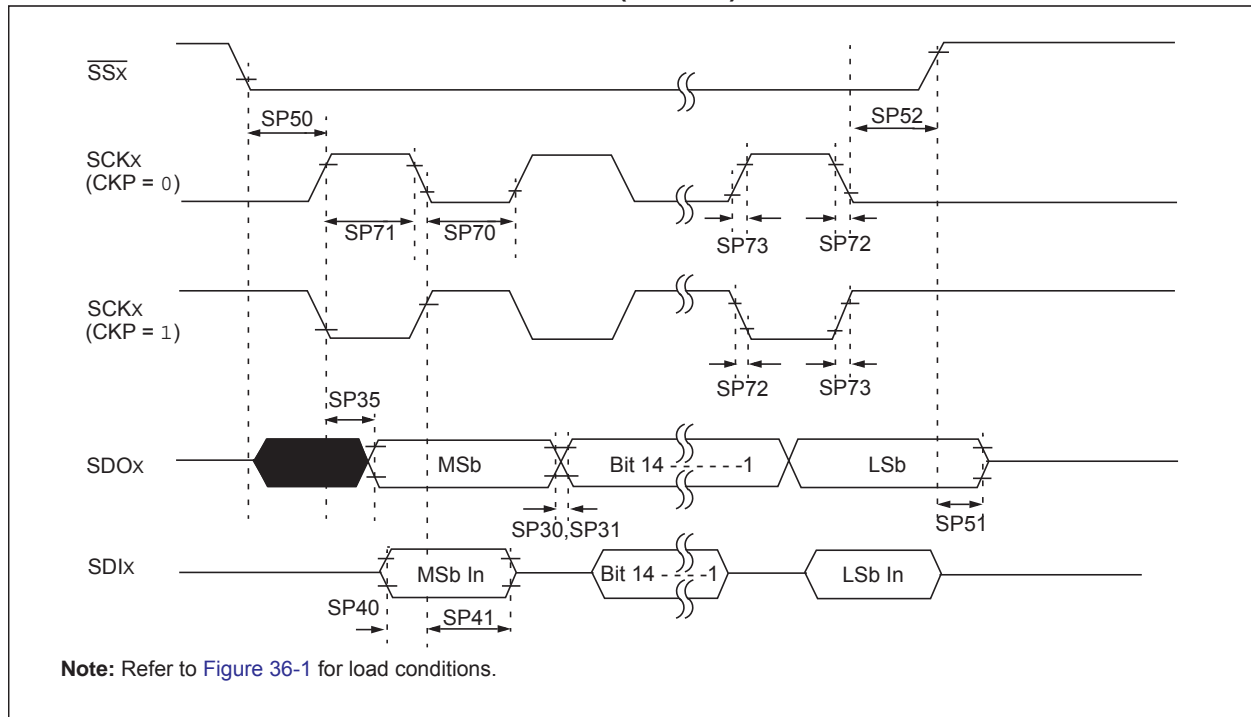 SSx
SP50
SP52
SCKx
(CKP = 0)
SP71
SP70
SP73
SP72
SCKx
(CKP = 1)
SP72
SP73
SP35
SDOx
MSb
Bit 14 - - - - - -1
LSb
SP30,SP31
SP51
SDIx
MSb In
Bit 14 - - - -1
LSb In
SP40
SP41
Note: Refer to Figure 36-1 for load conditions.